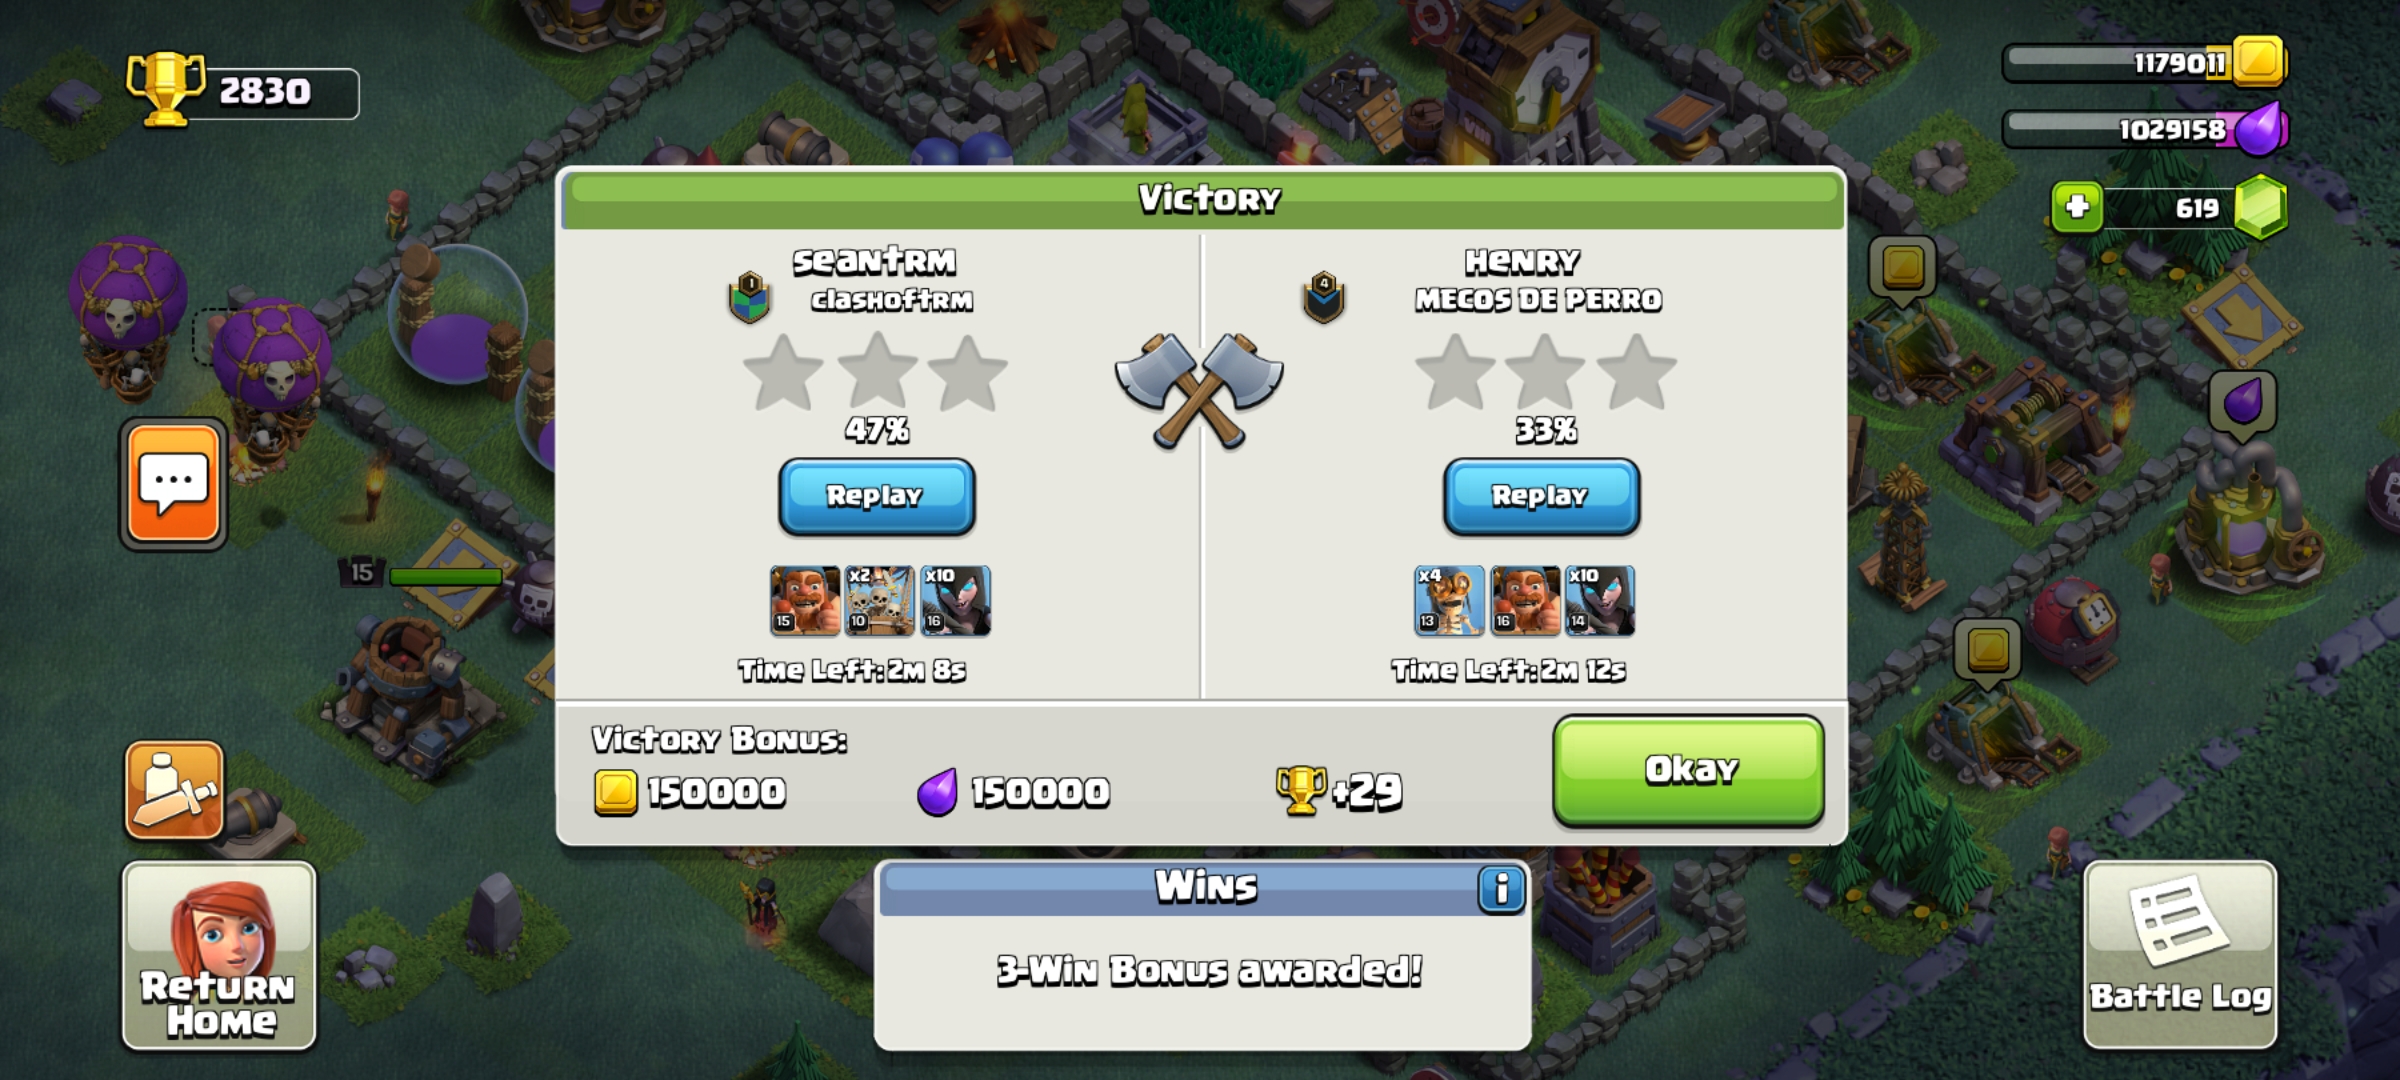 2830
1179011
1029158
619
Victory
seantRM
clashoftRM
1
47%
Replay
15
x2
10
x10
16
Time Left:2m 8s
Henry
MECOS DE PERRO
4
33%
Replay
x4
13
16
x10
14
Time Left:2m 12s
Victory Bonus:
150000
150000
+29
Okay
15
Wins
i
3-Win Bonus awarded!
Return
Home
Battle Log